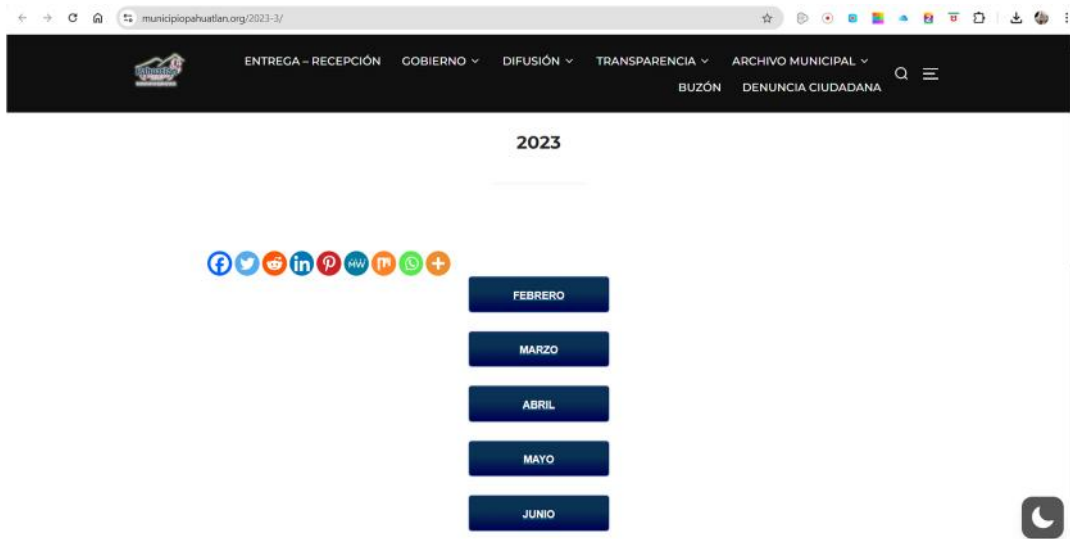 municipiopahuatlan.org/2023-3/
Pahuatlán
ENTREGA – RECEPCIÓN GOBIERNO DIFUSIÓN TRANSPARENCIA ARCHIVO MUNICIPAL
BUZÓN DENUNCIA CIUDADANA
2023
FEBRERO
MARZO
ABRIL
MAYO
JUNIO